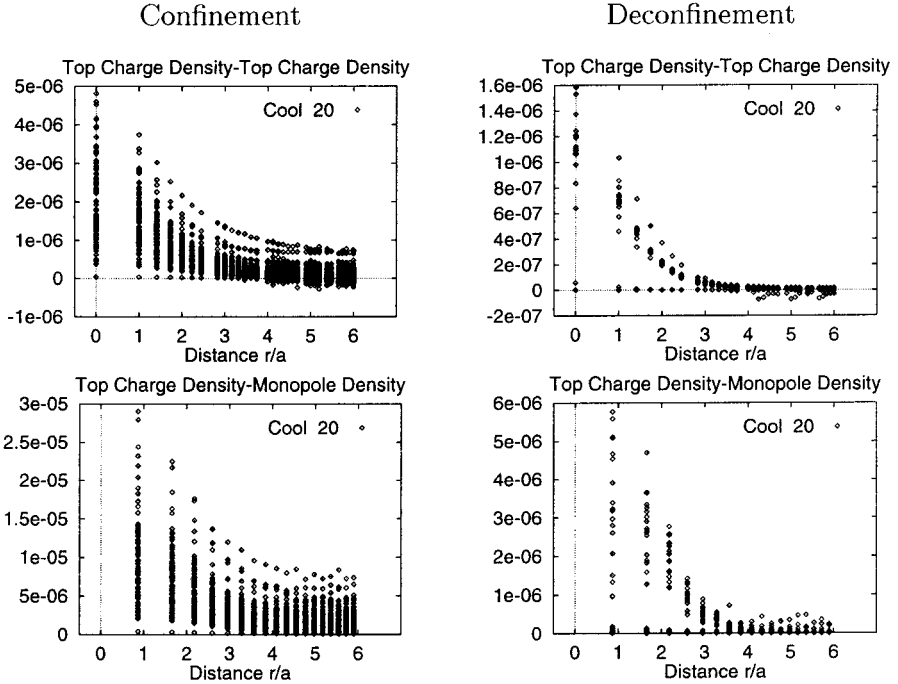 Confinement
Deconfinement
Top Charge Density-Top Charge Density
5e-06
4e-06
3e-06
2e-06
1e-06
0
-1e-06
Cool 20
0 1 2 3 4 5 6
Distance r/a
Top Charge Density-Top Charge Density
1.6e-06
1.4e-06
1.2e-06
1e-06
8e-07
6e-07
4e-07
2e-07
0
-2e-07
Cool 20
0 1 2 3 4 5 6
Distance r/a
Top Charge Density-Monopole Density
3e-05
2.5e-05
2e-05
1.5e-05
1e-05
5e-06
0
Cool 20
0 1 2 3 4 5 6
Distance r/a
Top Charge Density-Monopole Density
6e-06
5e-06
4e-06
3e-06
2e-06
1e-06
0
Cool 20
0 1 2 3 4 5 6
Distance r/a